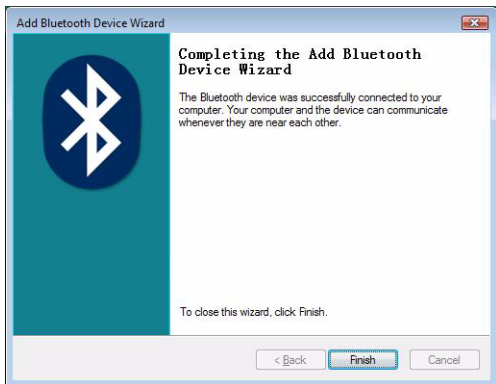 Add Bluetooth Device Wizard
Completing the Add Bluetooth
Device Wizard
The Bluetooth device was successfully connected to your
computer. Your computer and the device can communicate
whenever they are near each other.
To close this wizard, click Finish.
< Back Finish Cancel